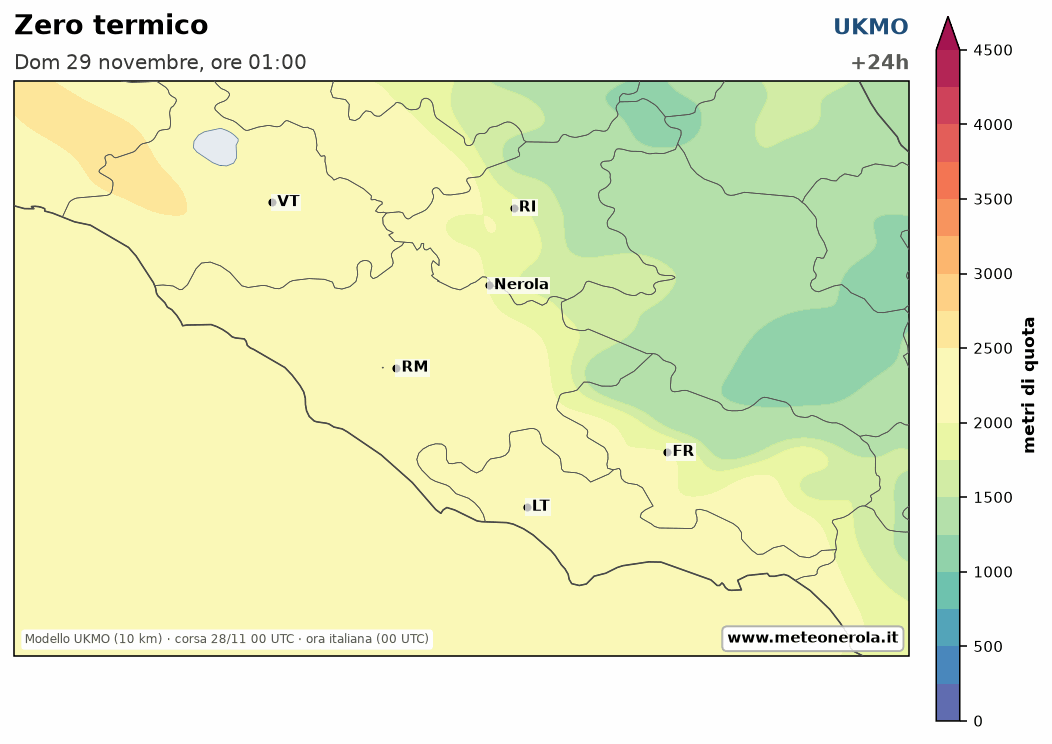 Zero termico
UKMO
Dom 29 novembre, ore 01:00
+24h
VT
RI
Nerola
RM
FR
LT
Modello UKMO (10 km) · corsa 28/11 00 UTC · ora italiana (00 UTC)
www.meteonerola.it
4500
4000
3500
3000
2500
2000
1500
1000
500
0
metri di quota